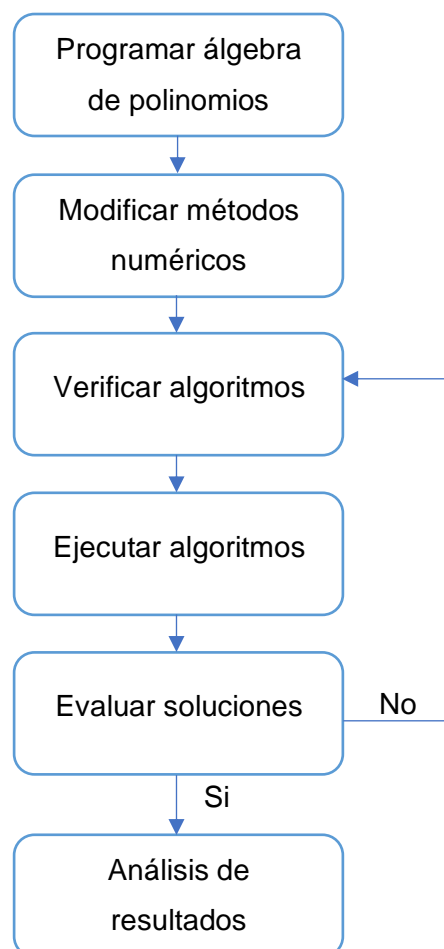 Programar álgebra
de polinomios
Modificar métodos
numéricos
Verificar algoritmos
Ejecutar algoritmos
Evaluar soluciones
No
Si
Análisis de
resultados